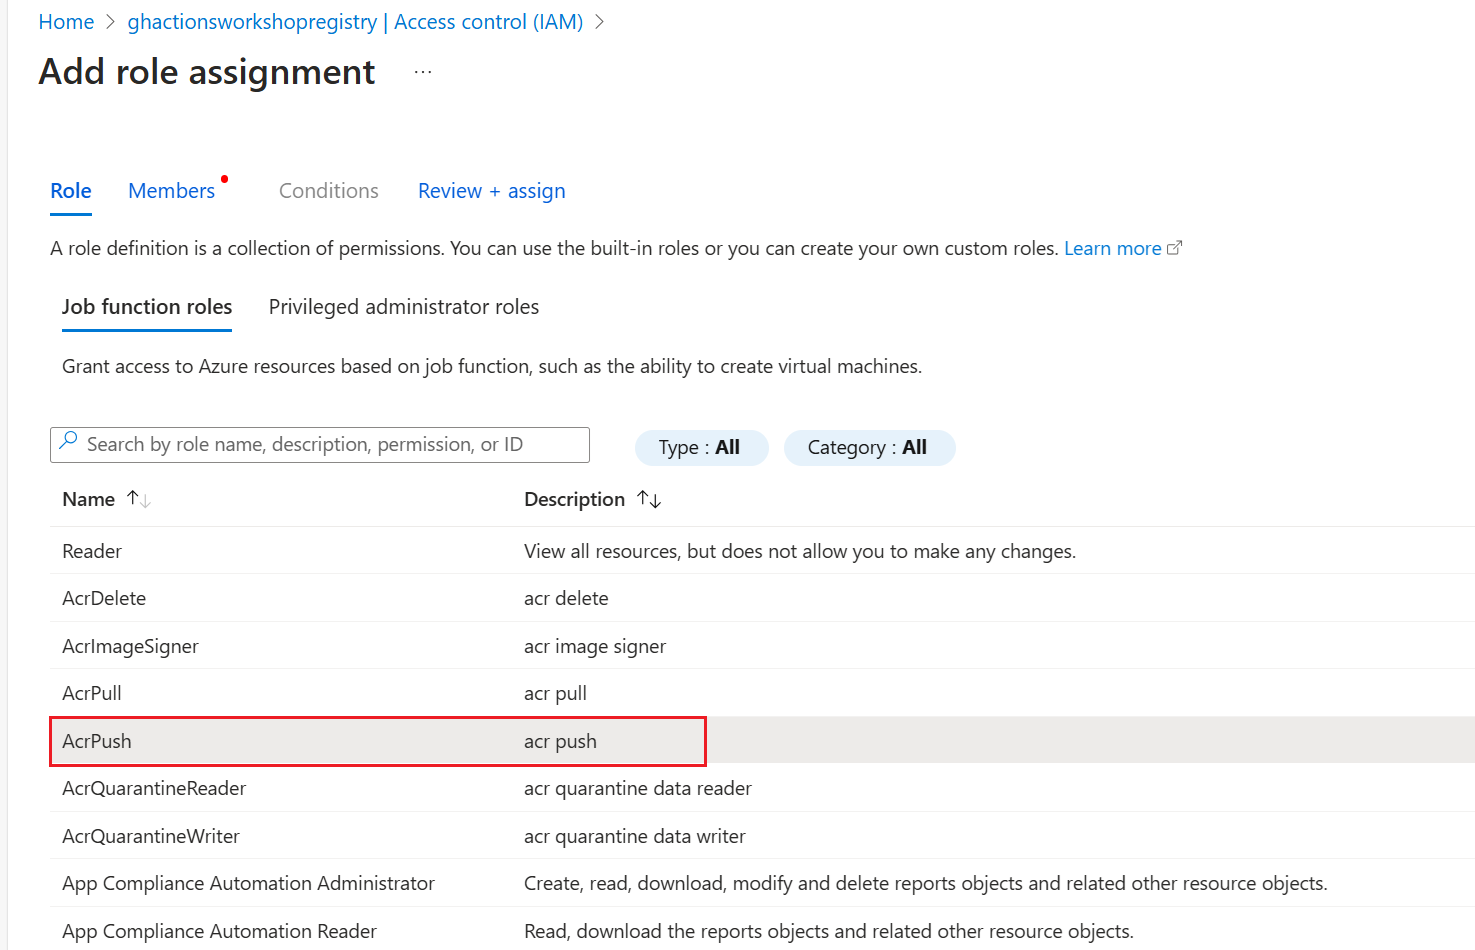 Home > ghactionsworkshopregistry | Access control (IAM) >
Add role assignment ...
Role Members Conditions Review + assign
A role definition is a collection of permissions. You can use the built-in roles or you can create your own custom roles. Learn more
Job function roles Privileged administrator roles
Grant access to Azure resources based on job function, such as the ability to create virtual machines.
Search by role name, description, permission, or ID Type : All Category : All
Name ↑↓ Description ↑↓
Reader View all resources, but does not allow you to make any changes.
AcrDelete acr delete
AcrImageSigner acr image signer
AcrPull acr pull
AcrPush acr push
AcrQuarantineReader acr quarantine data reader
AcrQuarantineWriter acr quarantine data writer
App Compliance Automation Administrator Create, read, download, modify and delete reports objects and related other resource objects.
App Compliance Automation Reader Read, download the reports objects and related other resource objects.